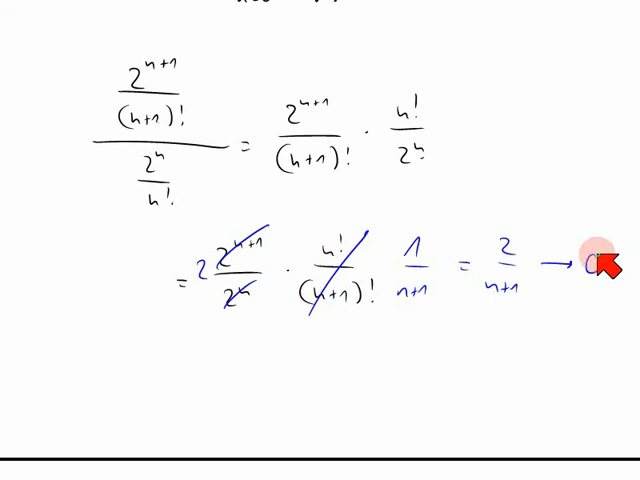 2^{n+1}/(n+1)! / 2^n/n! = 2^{n+1}/(n+1)! · n!/2^n
= 2 2^{n+1}/2^n · n!/(n+1)! 1/n+1 = 2/n+1 → 0